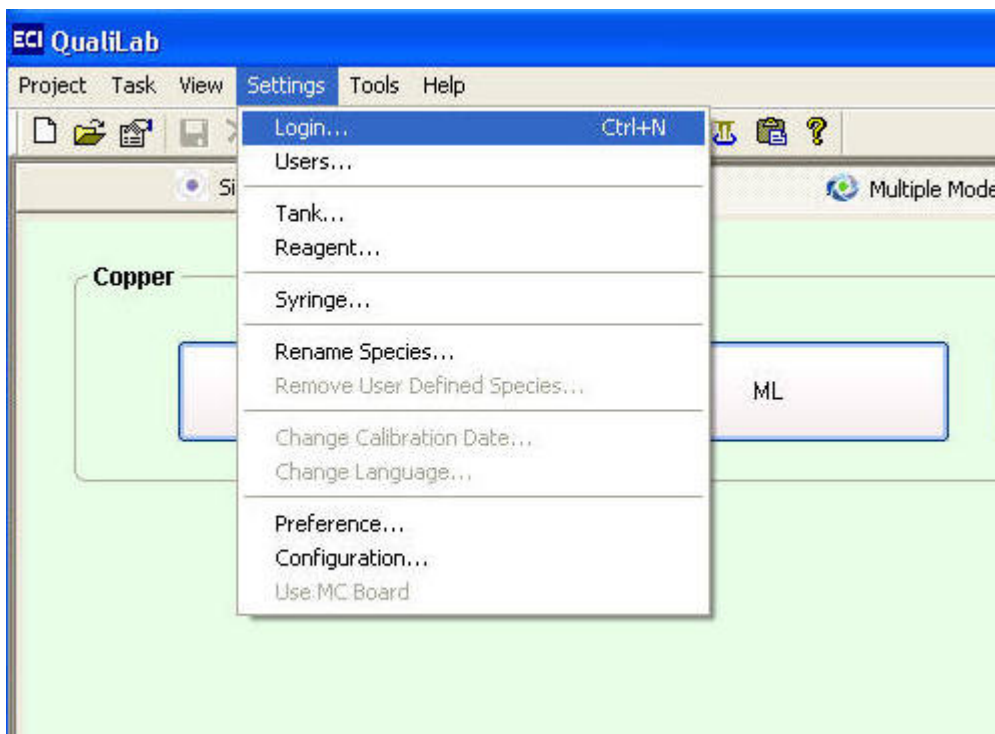 ECI QualiLab
Project Task View Settings Tools Help
Login... Ctrl+N
Users...
Multiple Mode
Tank...
Reagent...
Copper
Syringe...
Rename Species...
Remove User Defined Species...
ML
Change Calibration Date...
Change Language...
Preference...
Configuration...
Use MC Board